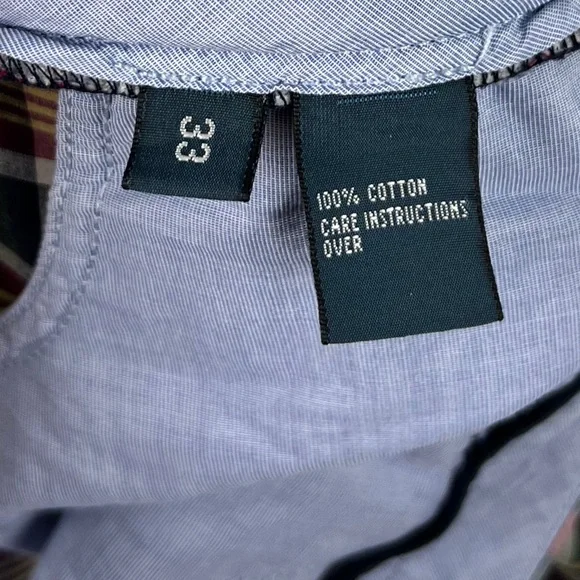 33
100% COTTON
CARE INSTRUCTIONS
OVER